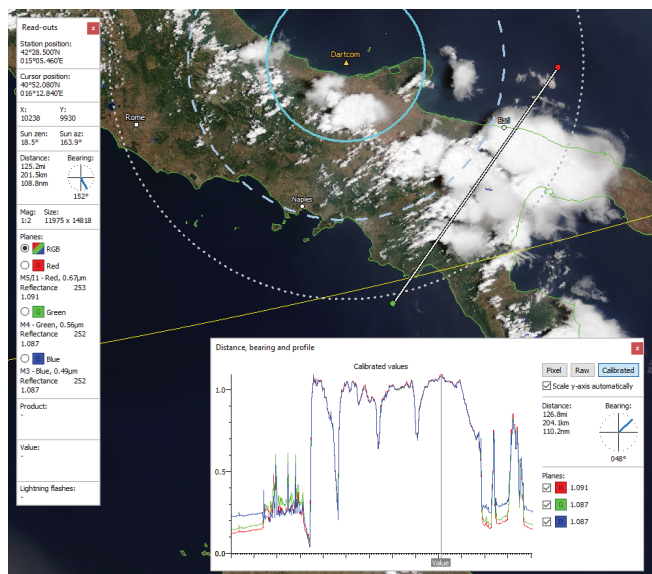 Read-outs
Station position:
42°28.500'N
015°05.460'E
Cursor position:
40°52.080'N
016°12.840'E
X: Y:
10238 9930
Sun zen: Sun az:
18.5° 163.9°
Distance: Bearing:
125.2mi
201.5km
108.8nm
152°
Mag: Size:
1:2 11975 x 14818
Planes:
RGB
R Red
M5/I1 - Red, 0.67µm
Reflectance 253
1.091
G Green
M4 - Green, 0.56µm
Reflectance 252
1.087
B Blue
M3 - Blue, 0.49µm
Reflectance 252
1.087
Product:
-
Value:
-
Lightning flashes:
-
Dartcom
Rome
Bari
Naples
Distance, bearing and profile
Calibrated values
1.0
0.5
0.0
Value
Pixel Raw Calibrated
Scale y-axis automatically
Distance: Bearing:
126.8mi
204.1km
110.2nm
048°
Planes:
R 1.091
G 1.087
B 1.087